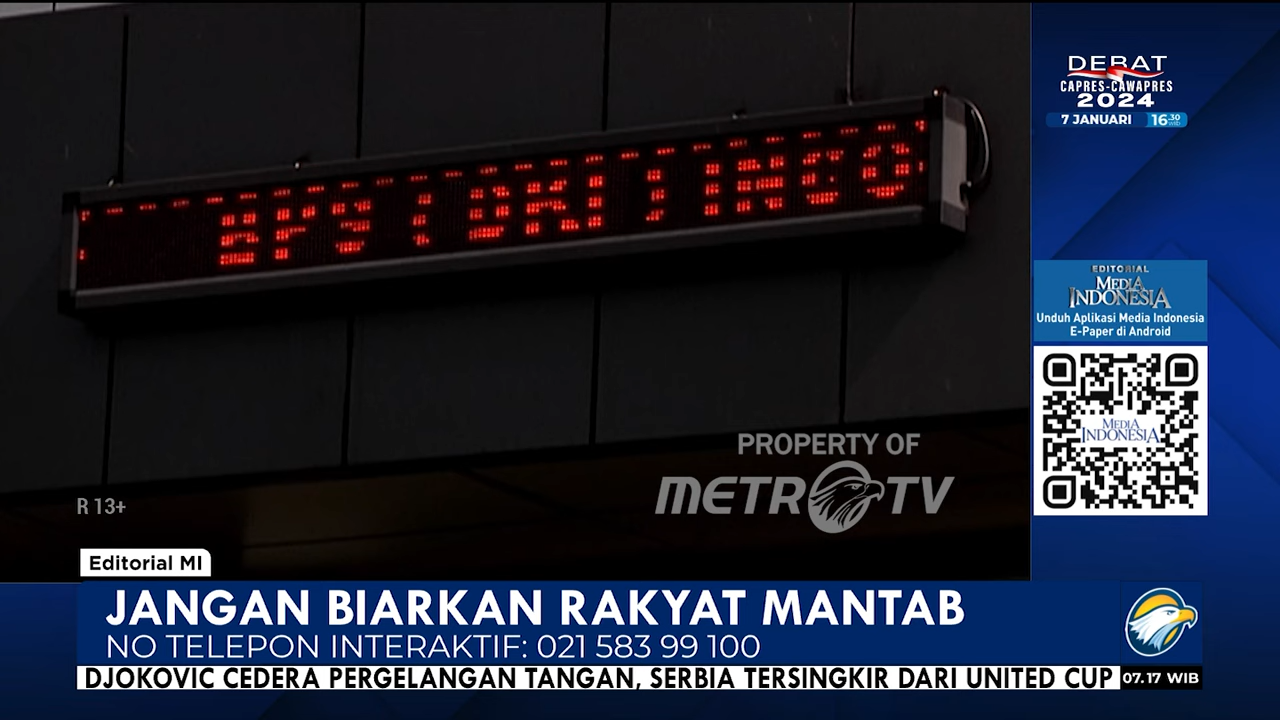 DEBAT
CAPRES-CAWAPRES
2024
7 JANUARI 16.30 WIB
EDITORIAL
MEDIA
INDONESIA
Unduh Aplikasi Media Indonesia
E-Paper di Android
MEDIA
INDONESIA
PROPERTY OF
METRO TV
R 13+
Editorial MI
JANGAN BIARKAN RAKYAT MANTAB
NO TELEPON INTERAKTIF: 021 583 99 100
DJOKOVIC CEDERA PERGELANGAN TANGAN, SERBIA TERSINGKIR DARI UNITED CUP
07.17 WIB